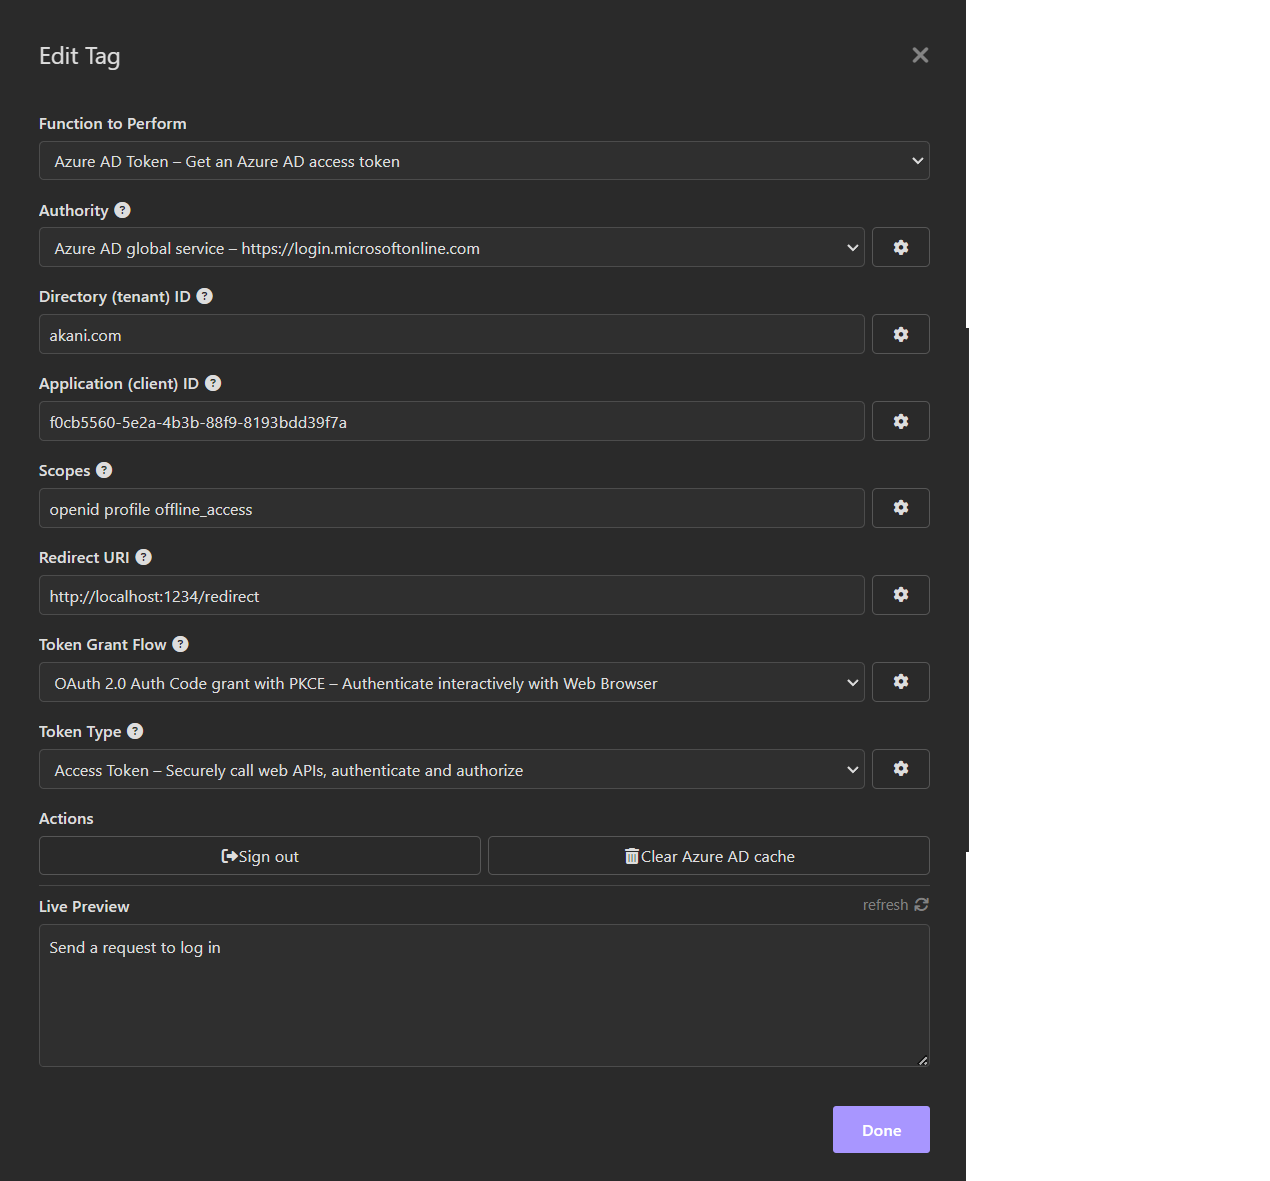 Edit Tag
Function to Perform
Azure AD Token – Get an Azure AD access token
Authority
Azure AD global service – https://login.microsoftonline.com
Directory (tenant) ID
akani.com
Application (client) ID
f0cb5560-5e2a-4b3b-88f9-8193bdd39f7a
Scopes
openid profile offline_access
Redirect URI
http://localhost:1234/redirect
Token Grant Flow
OAuth 2.0 Auth Code grant with PKCE – Authenticate interactively with Web Browser
Token Type
Access Token – Securely call web APIs, authenticate and authorize
Actions
Sign out
Clear Azure AD cache
Live Preview
refresh
Send a request to log in
Done